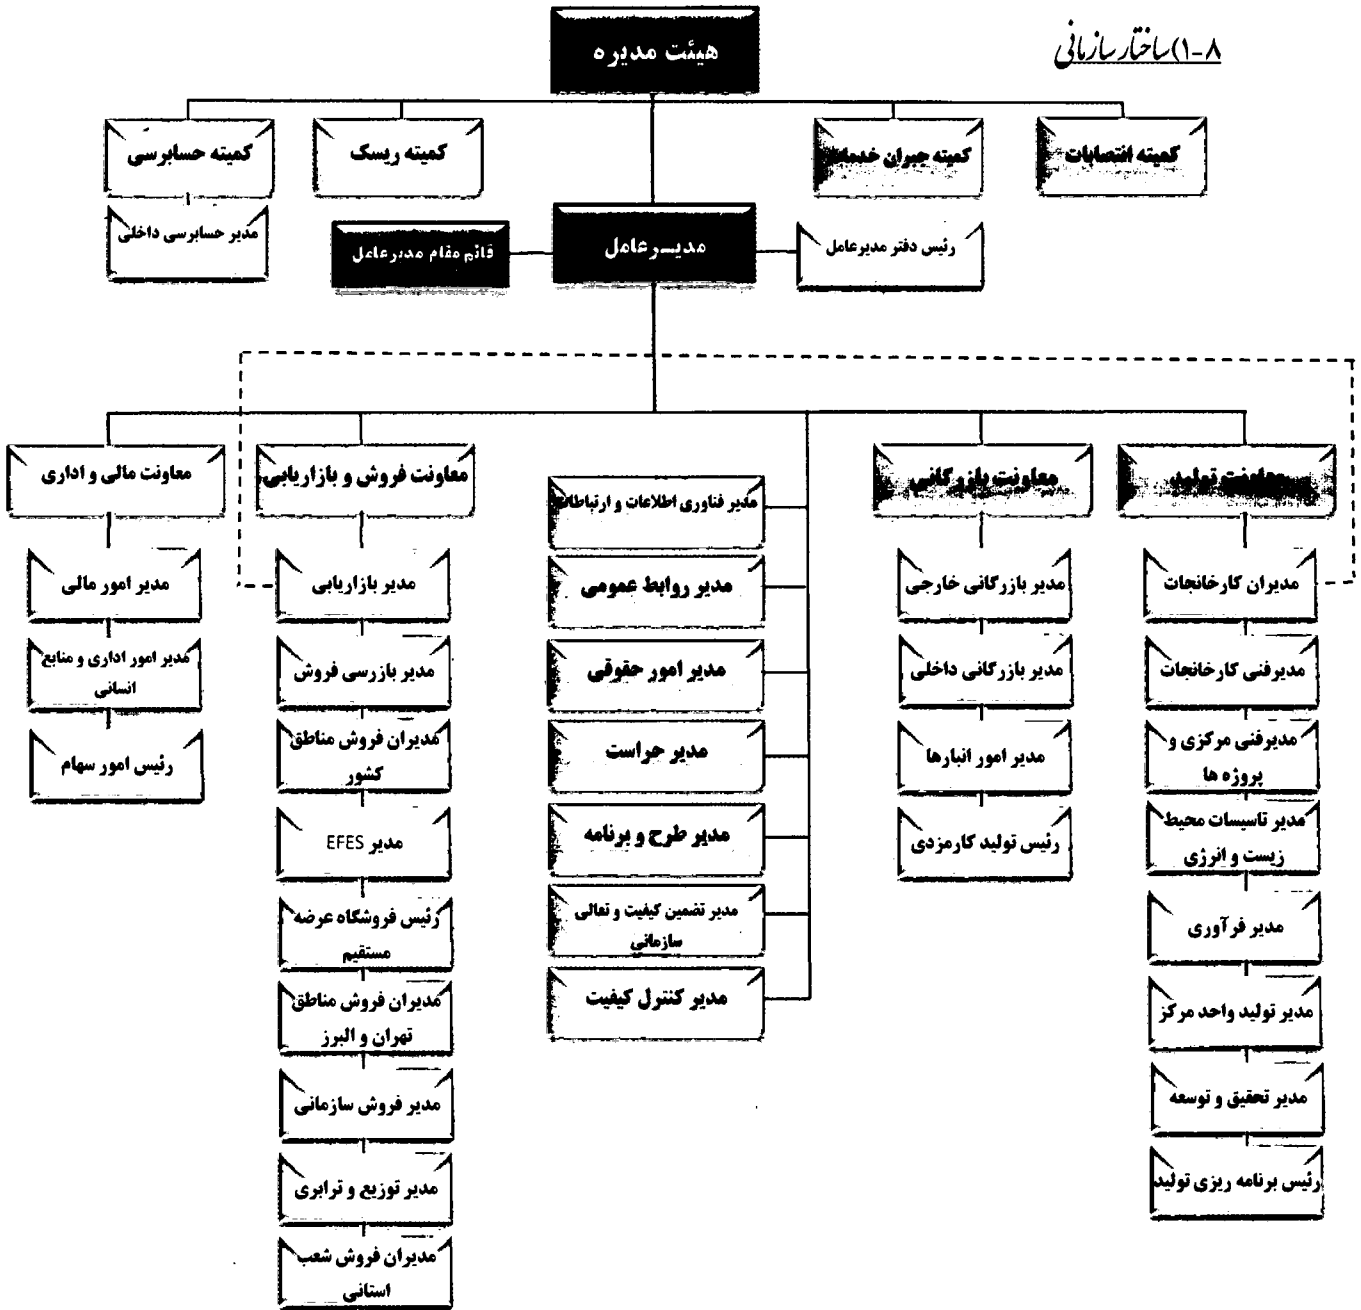 ۸-۱)ساختار سازمانی
هیئت مدیره
کمیته انتصابات
کمیته جبران خدمات
کمیته ریسک
کمیته حسابرسی
مدیر حسابرسی داخلی
رئیس دفتر مدیرعامل
مدیرعامل
قائم مقام مدیرعامل
معاونت تولید
مدیران کارخانجات
مدیرفنی کارخانجات
مدیرفنی مرکزی و
پروژه ها
مدیر تاسیسات محیط
زیست و انرژی
مدیر فرآوری
مدیر تولید واحد مرکز
مدیر تحقیق و توسعه
رئیس برنامه ریزی تولید
معاونت بازرگانی
مدیر بازرگانی خارجی
مدیر بازرگانی داخلی
مدیر امور انبارها
رئیس تولید کارمزدی
مدیر فناوری اطلاعات و ارتباطات
مدیر روابط عمومی
مدیر امور حقوقی
مدیر حراست
مدیر طرح و برنامه
مدیر تضمین کیفیت و تعالی
سازمانی
مدیر کنترل کیفیت
معاونت فروش و بازاریابی
مدیر بازاریابی
مدیر بازرسی فروش
مدیران فروش مناطق
کشور
مدیر EFES
رئیس فروشگاه عرضه
مستقیم
مدیران فروش مناطق
تهران و البرز
مدیر فروش سازمانی
مدیر توزیع و ترابری
مدیران فروش شعب
استانی
معاونت مالی و اداری
مدیر امور مالی
مدیر امور اداری و منابع
انسانی
رئیس امور سهام